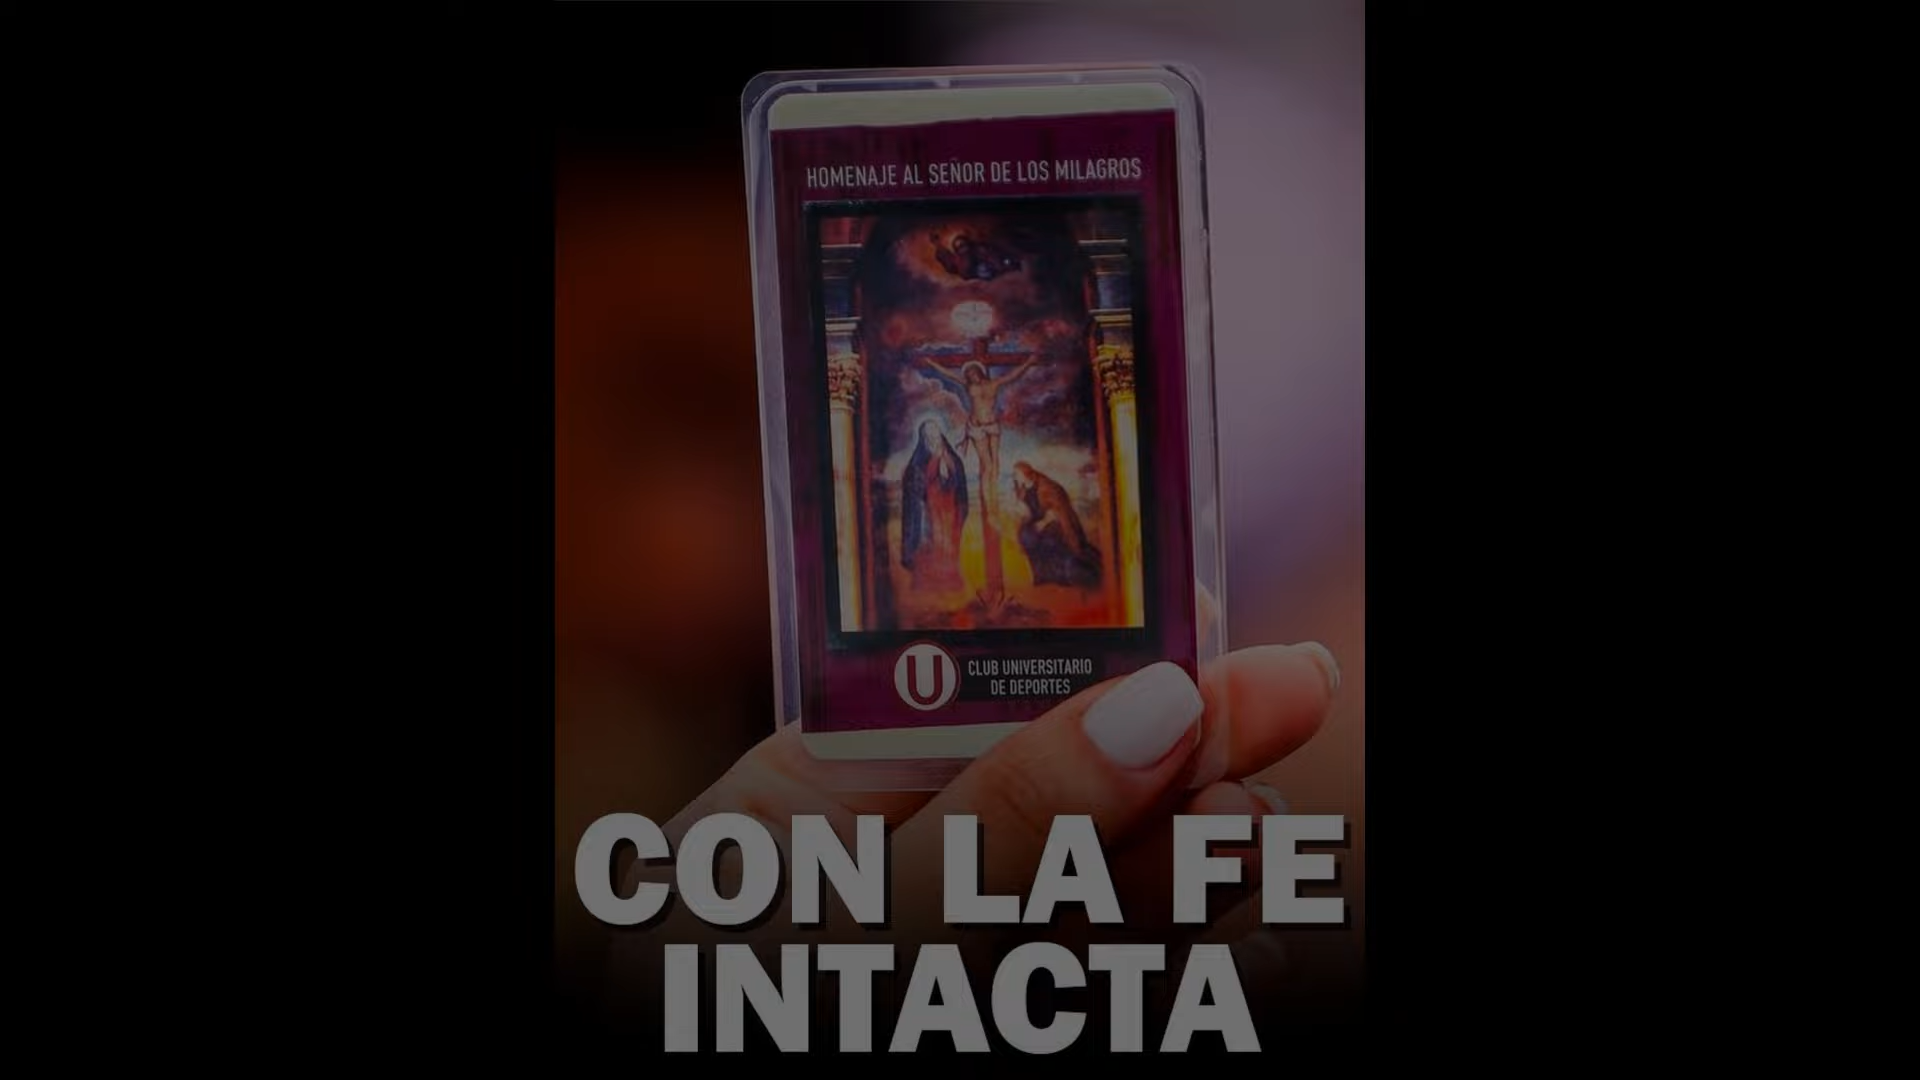 HOMENAJE AL SEÑOR DE LOS MILAGROS
U
CLUB UNIVERSITARIO
DE DEPORTES
CON LA FE
INTACTA